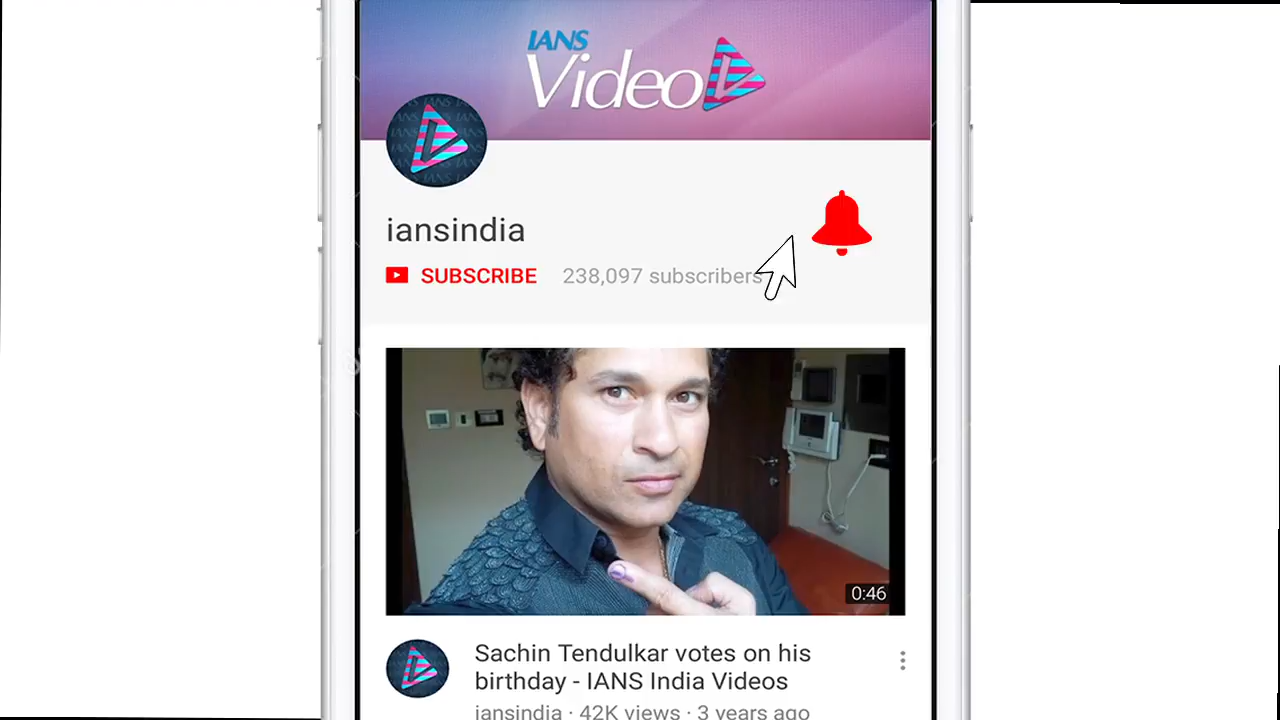 IANS
Video
iansindia
SUBSCRIBE 238,097 subscribers
0:46
Sachin Tendulkar votes on his
birthday - IANS India Videos
iansindia · 42K views · 3 years ago